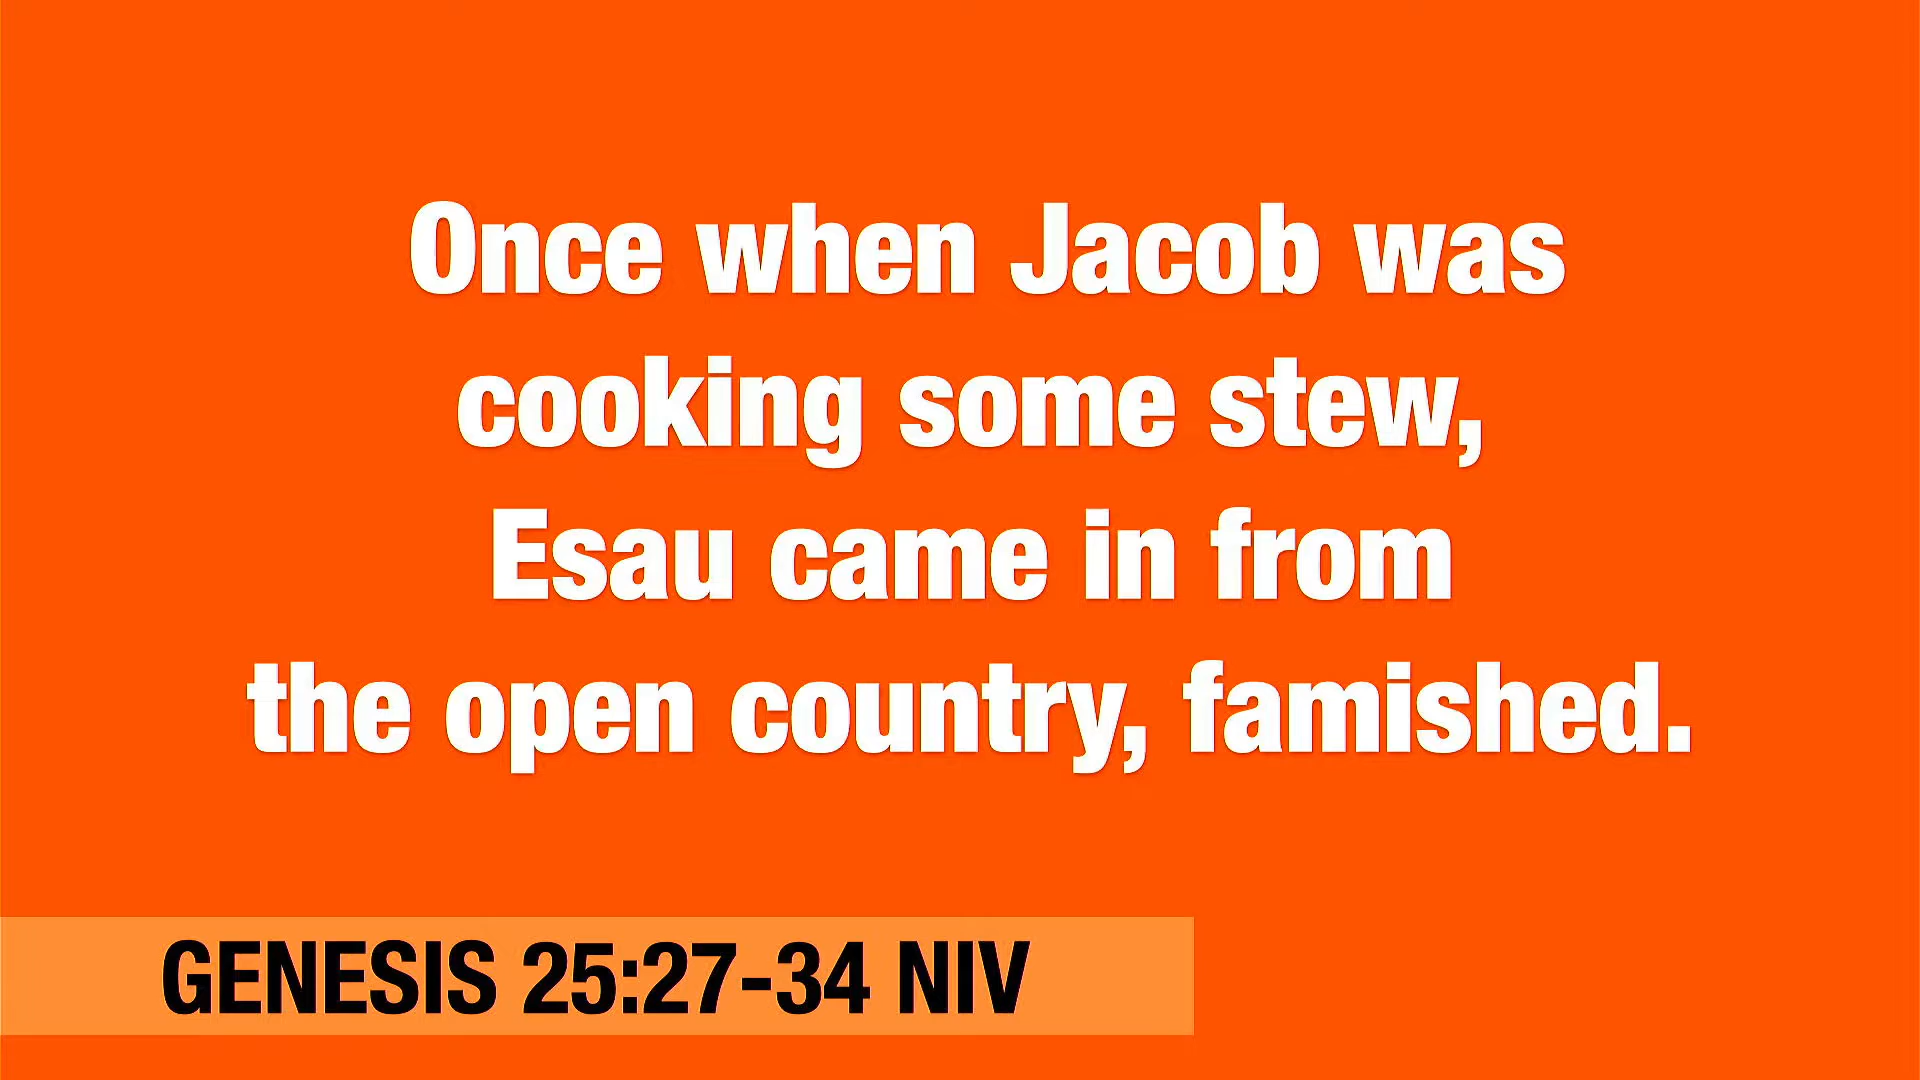 Once when Jacob was
cooking some stew,
Esau came in from
the open country, famished.
GENESIS 25:27-34 NIV